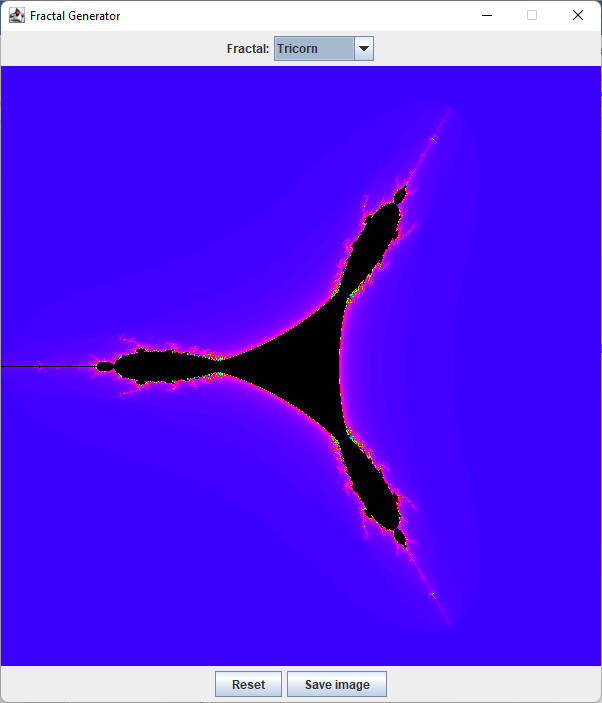 Fractal Generator
Fractal: Tricorn
Reset Save image